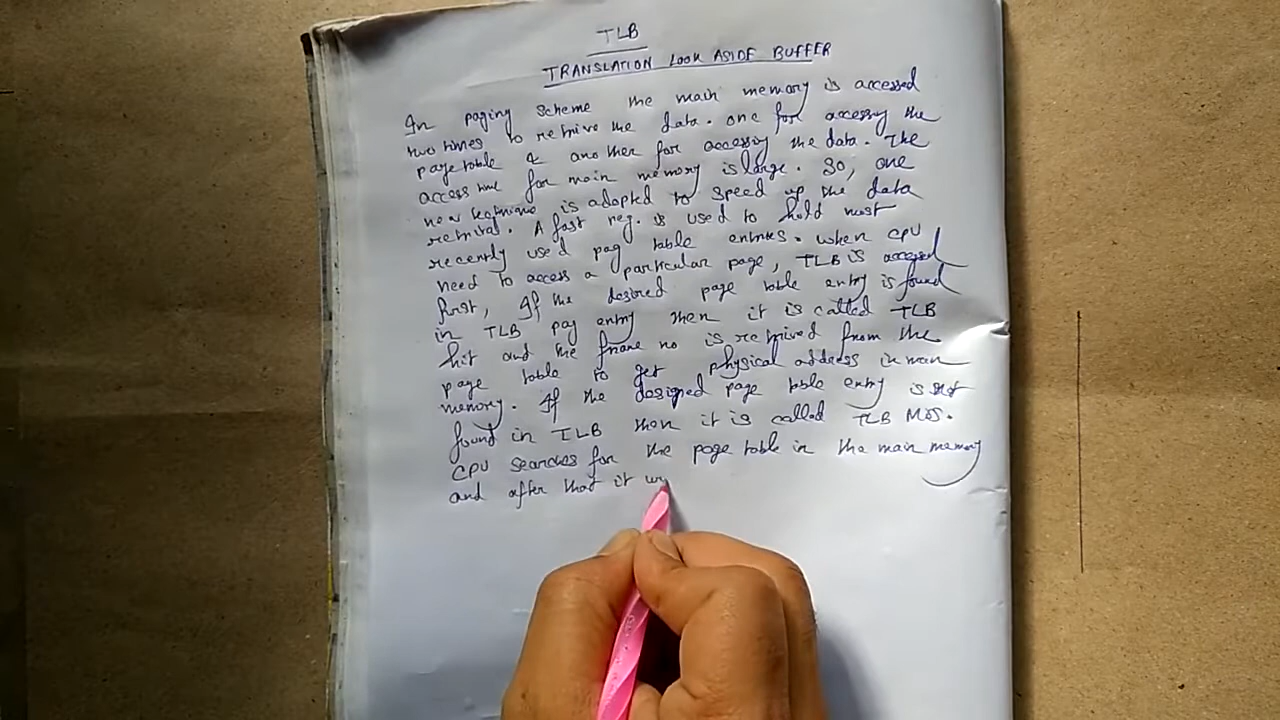 TLB
TRANSLATION LOOK ASIDE BUFFER
In paging scheme the main memory is accessed
two times to retrive the data. one for accessing the
page table & another for accessing the data. The
access time for main memory is large. So, one
new technique is adopted to speed up the data
retrival. A fast reg. is used to hold most
recently used pag table entries. when CPU
need to access a particular page, TLB is accessed
first, If the desired page table entry is found
in TLB pag entry then it is called TLB
hit and the frame no is retrived from the
page table to get physical address in main
memory. If the designed page table entry is not
found in TLB then it is called TLB Miss.
CPU searches for the page table in the main memory
and after that it